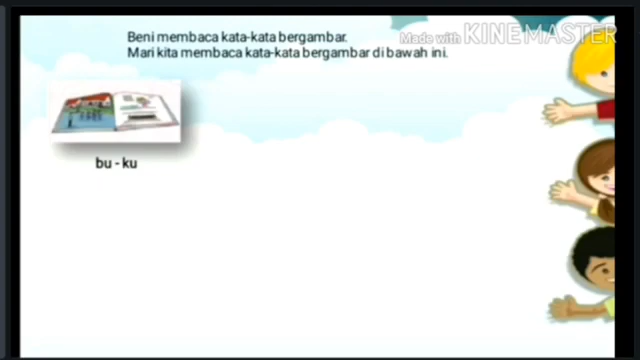 Beni membaca kata-kata bergambar.
Made with KINEMASTER
Mari kita membaca kata-kata bergambar di bawah ini.
bu - ku